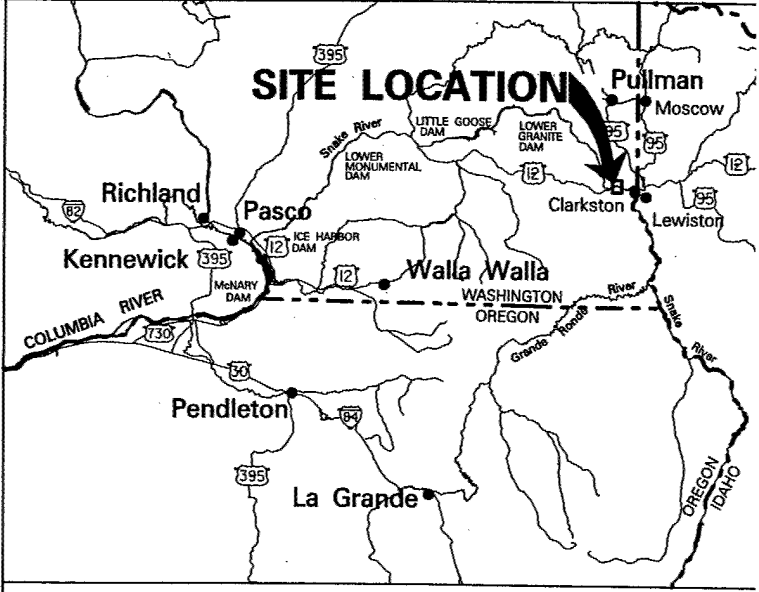 395
SITE LOCATION
Pullman
Moscow
95
95
LITTLE GOOSE
DAM
LOWER
GRANITE
DAM
Snake River
LOWER
MONUMENTAL
DAM
12
12
Richland
82
Pasco
Clarkston
95
Lewiston
Kennewick
395
12
ICE HARBOR
DAM
12
McNARY
DAM
Walla Walla
WASHINGTON
OREGON
River
Grande Ronde
Snake
River
COLUMBIA RIVER
730
30
Pendleton
84
395
La Grande
OREGON
IDAHO